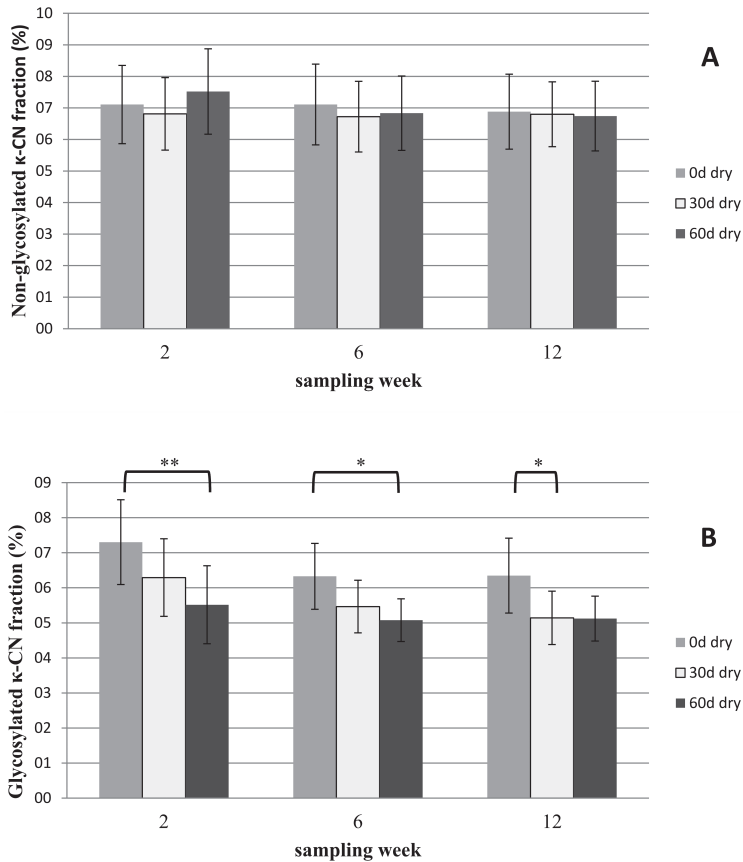 10
09
08
07
06
05
04
03
02
01
00
Non-glycosylated κ-CN fraction (%)
2
6
12
sampling week
A
0d dry
30d dry
60d dry
**
*
*
09
08
07
06
05
04
03
02
01
00
Glycosylated κ-CN fraction (%)
2
6
12
sampling week
B
0d dry
30d dry
60d dry